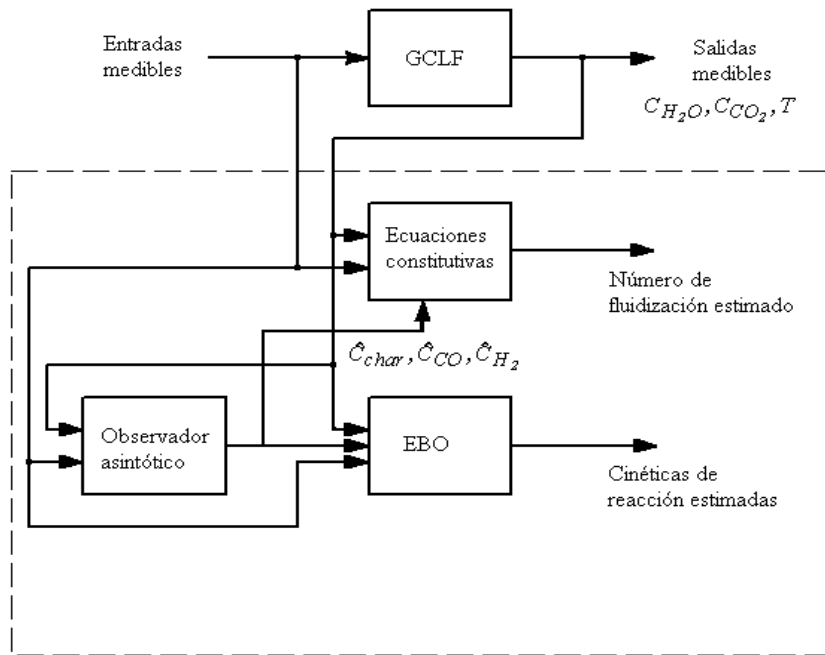 Entradas
medibles
GCLF
Salidas
medibles
C_{H_2O}, C_{CO_2}, T
Ecuaciones
constitutivas
Número de
fluidización estimado
Ĉ_{char}, Ĉ_{CO}, Ĉ_{H_2}
Observador
asintótico
EBO
Cinéticas de
reacción estimadas